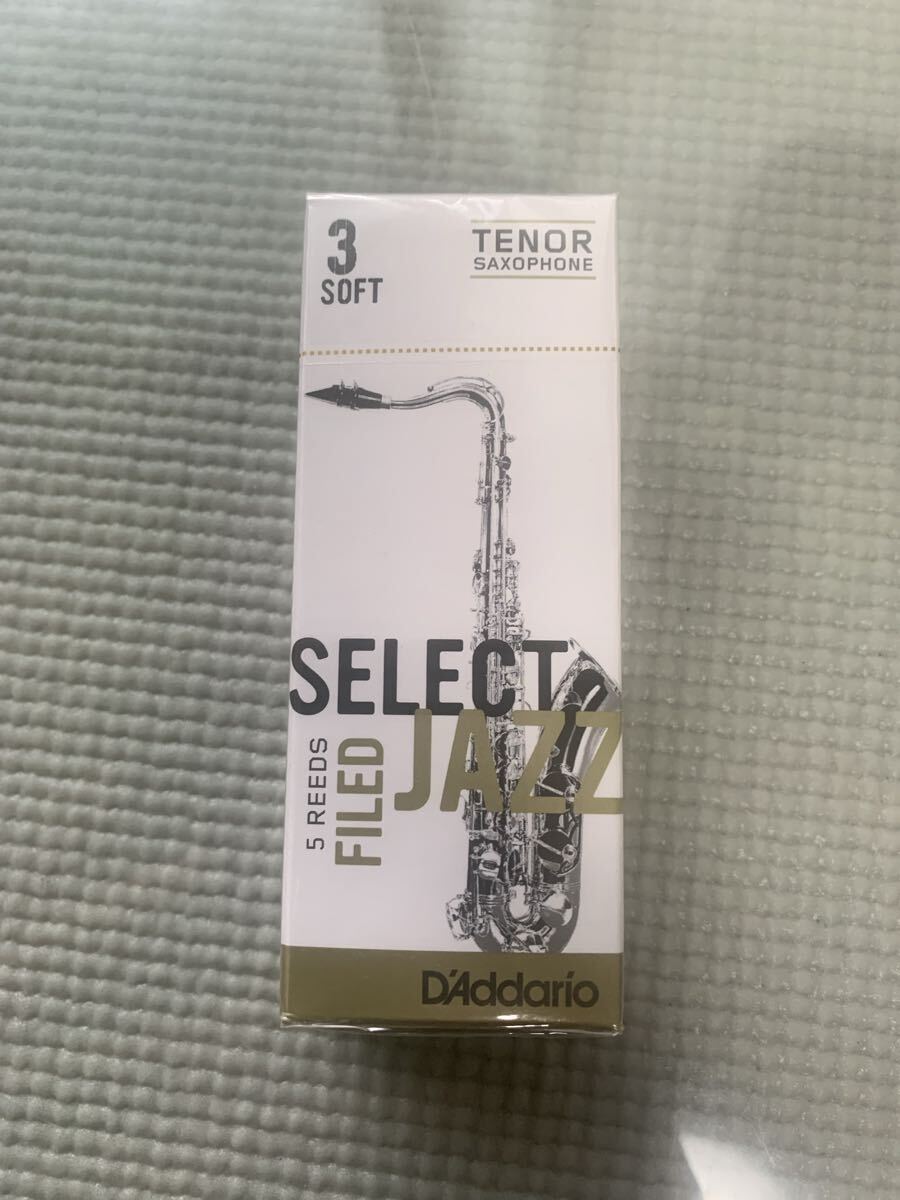 3
SOFT
TENOR
SAXOPHONE
SELECT
JAZZ
FILED
5 REEDS
D'Addario